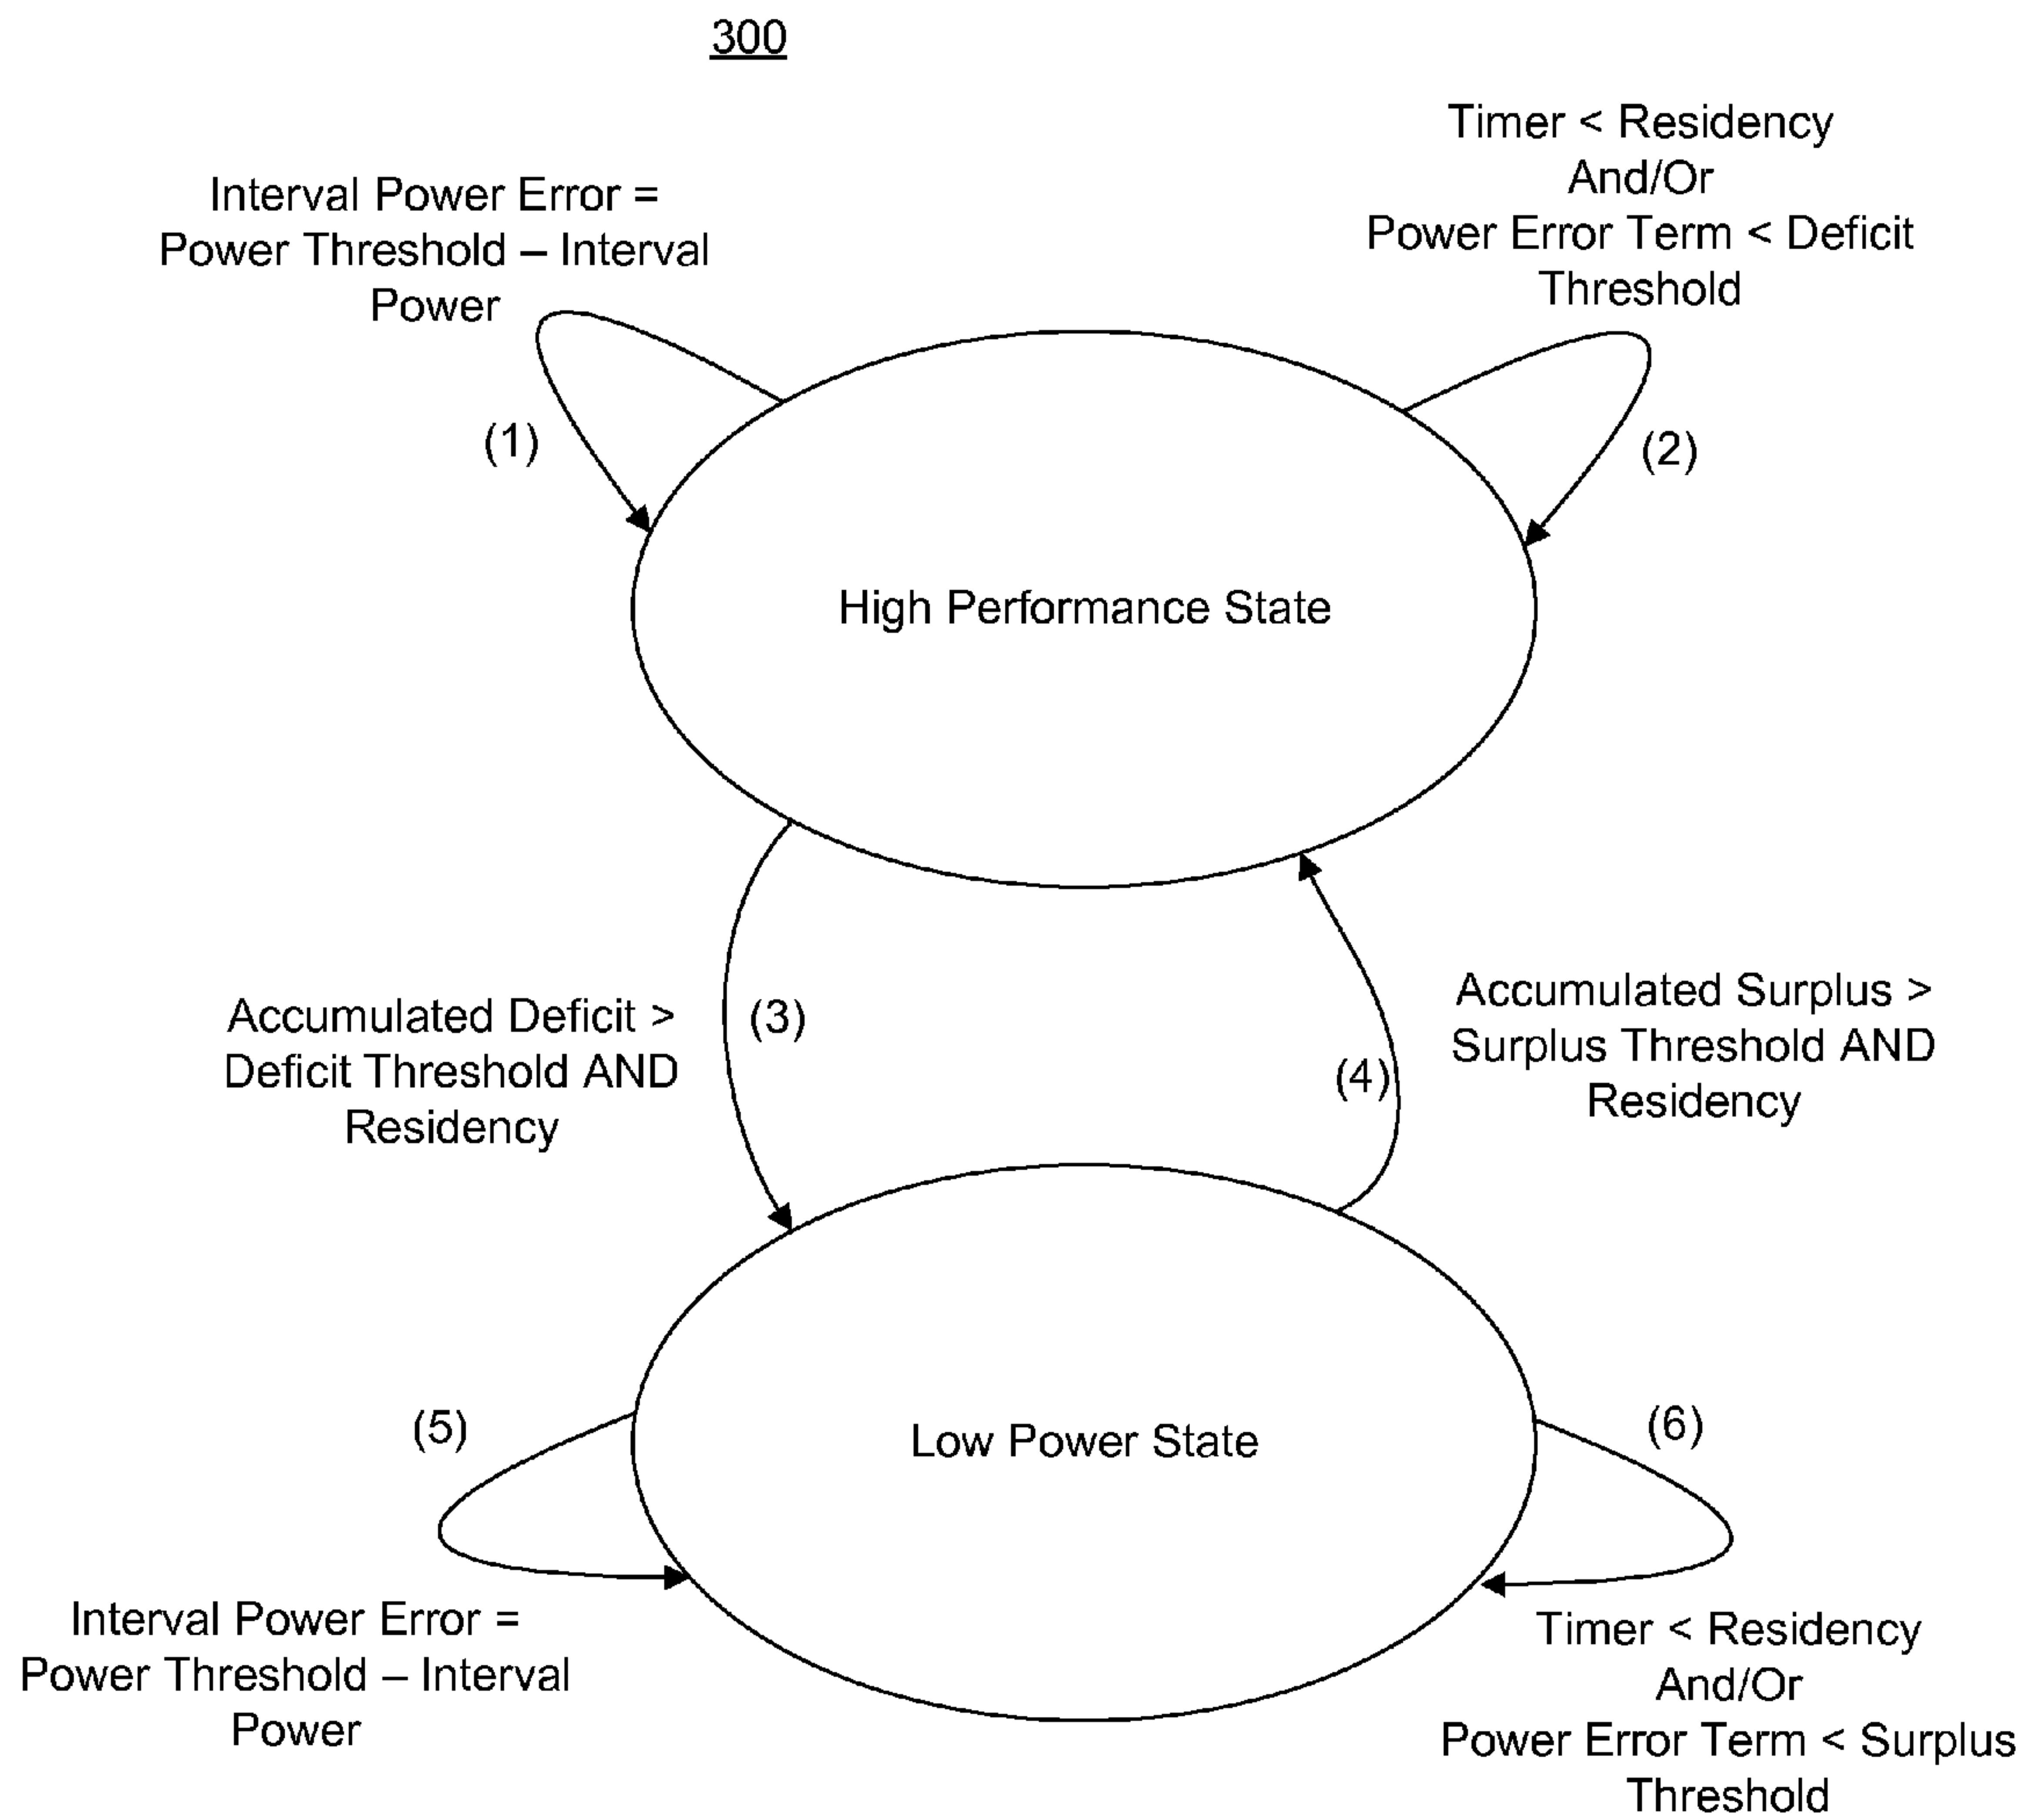 300
Interval Power Error =
Power Threshold – Interval
Power
(1)
Timer < Residency
And/Or
Power Error Term < Deficit
Threshold
(2)
High Performance State
Accumulated Deficit >
Deficit Threshold AND
Residency
(3)
(4)
Accumulated Surplus >
Surplus Threshold AND
Residency
Low Power State
(5)
Interval Power Error =
Power Threshold – Interval
Power
(6)
Timer < Residency
And/Or
Power Error Term < Surplus
Threshold